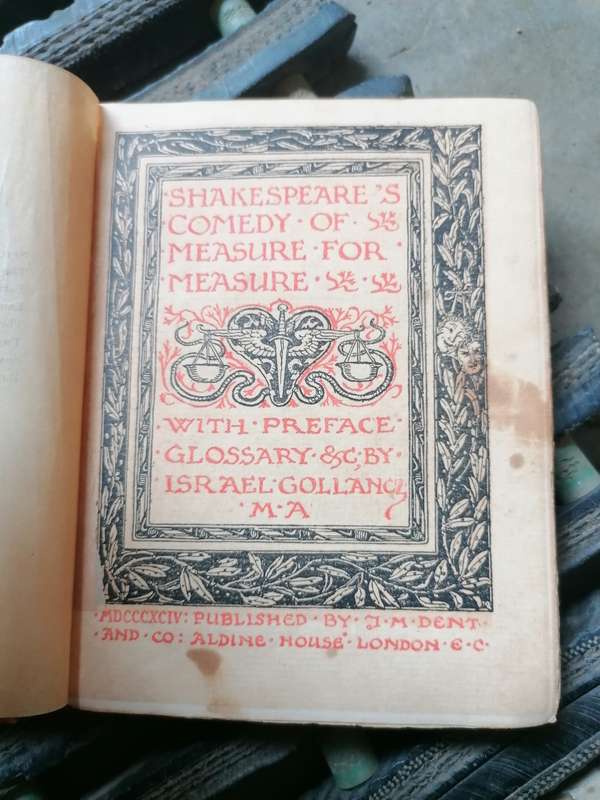 SHAKESPEARE'S
COMEDY · OF ·
MEASURE · FOR ·
MEASURE ·
· WITH · PREFACE ·
· GLOSSARY · &C, BY ·
ISRAEL · GOLLANCZ
· M · A
· MDCCCXCIV: PUBLISHED · BY · J · M · DENT ·
· AND · CO: ALDINE · HOUSE · LONDON · E · C ·